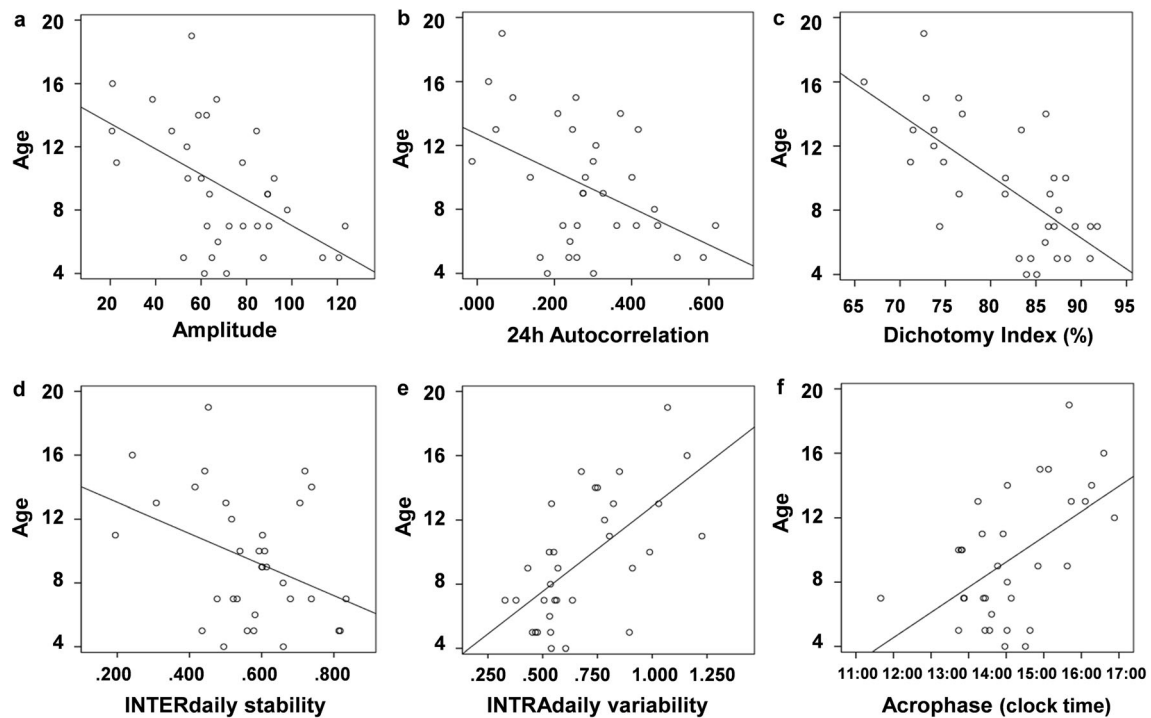 a
20
16
12
8
4
Age
20 40 60 80 100 120
Amplitude
b
20
16
12
8
4
Age
.000 .200 .400 .600
24h Autocorrelation
c
20
16
12
8
4
Age
65 70 75 80 85 90 95
Dichotomy Index (%)
d
20
16
12
8
4
Age
.200 .400 .600 .800
INTERdaily stability
e
20
16
12
8
4
Age
.250 .500 .750 1.000 1.250
INTRAdaily variability
f
20
16
12
8
4
Age
11:00 12:00 13:00 14:00 15:00 16:00 17:00
Acrophase (clock time)